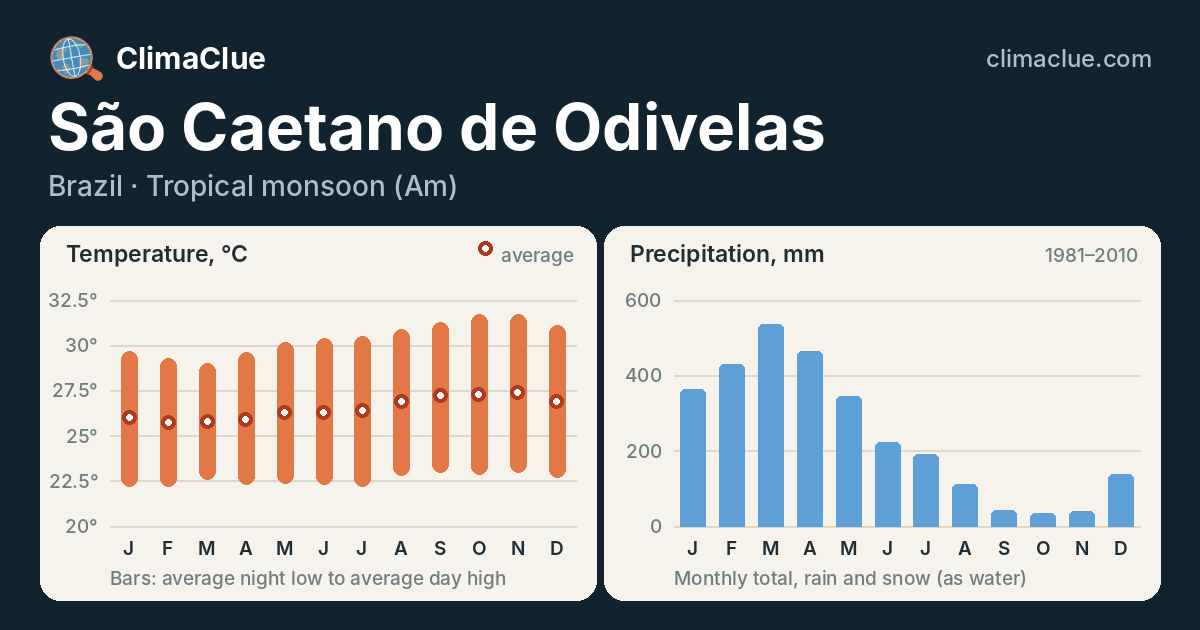 ClimaClue
climaclue.com
São Caetano de Odivelas
Brazil · Tropical monsoon (Am)
Temperature, °C
average
32.5°
30°
27.5°
25°
22.5°
20°
J F M A M J J A S O N D
Bars: average night low to average day high
Precipitation, mm
1981–2010
600
400
200
0
J F M A M J J A S O N D
Monthly total, rain and snow (as water)